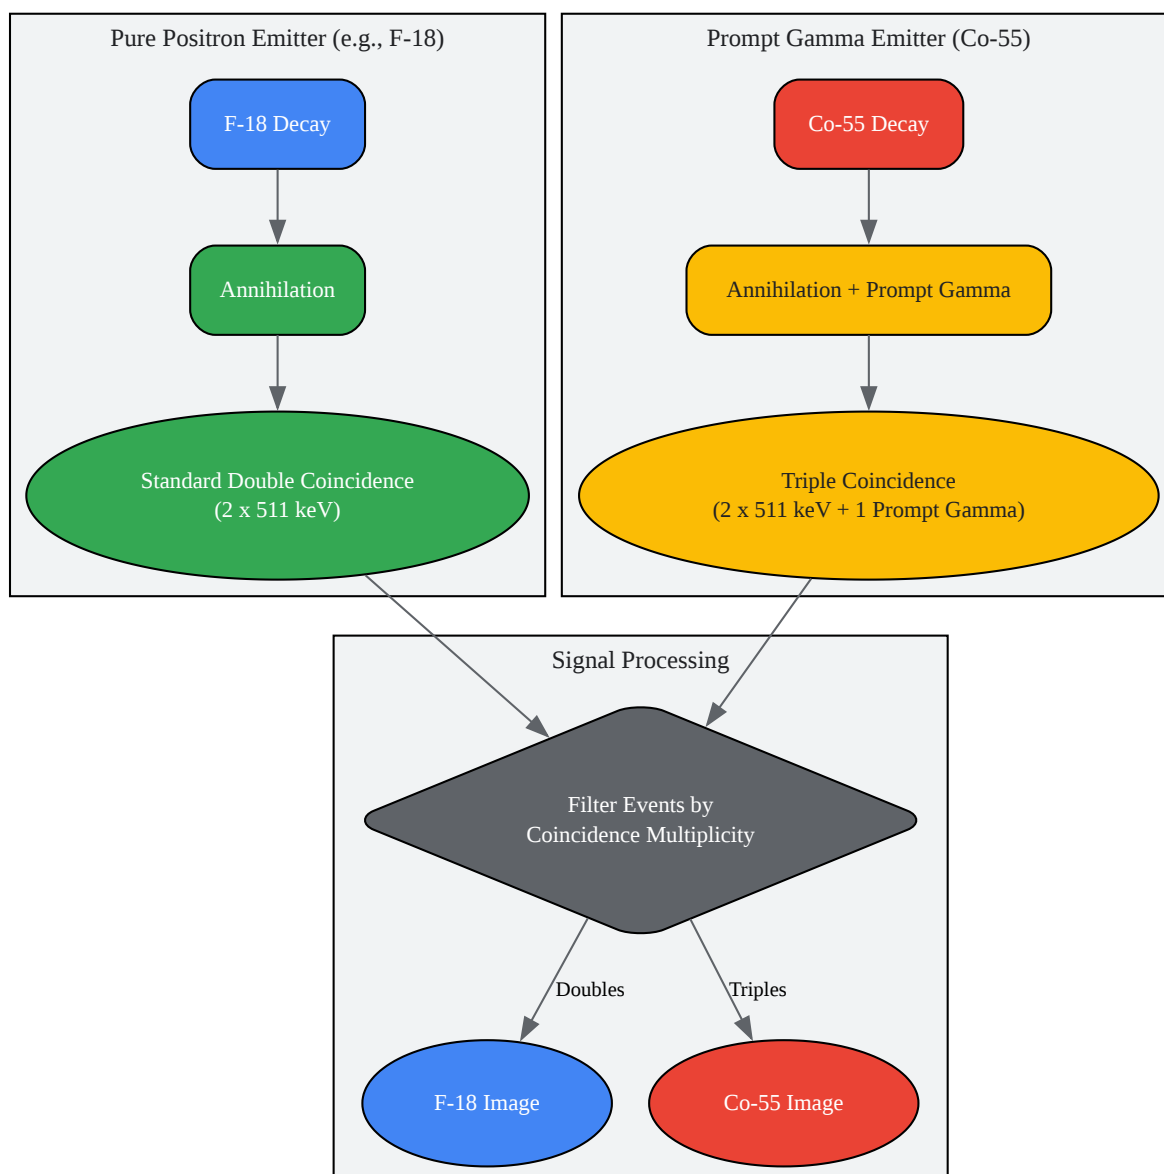 Pure Positron Emitter (e.g., F-18)
F-18 Decay
Annihilation
Standard Double Coincidence
(2 x 511 keV)
Prompt Gamma Emitter (Co-55)
Co-55 Decay
Annihilation + Prompt Gamma
Triple Coincidence
(2 x 511 keV + 1 Prompt Gamma)
Signal Processing
Filter Events by
Coincidence Multiplicity
Doubles
Triples
F-18 Image
Co-55 Image